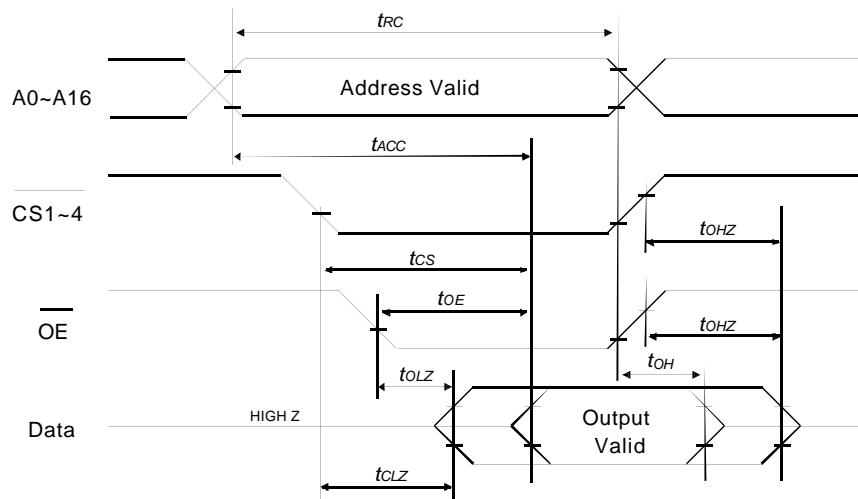 tRC
A0~A16
Address Valid
tACC
CS1~4
tOHZ
tCS
tOE
OE
tOHZ
tOH
tOLZ
HIGH Z
Data
Output
Valid
tCLZ